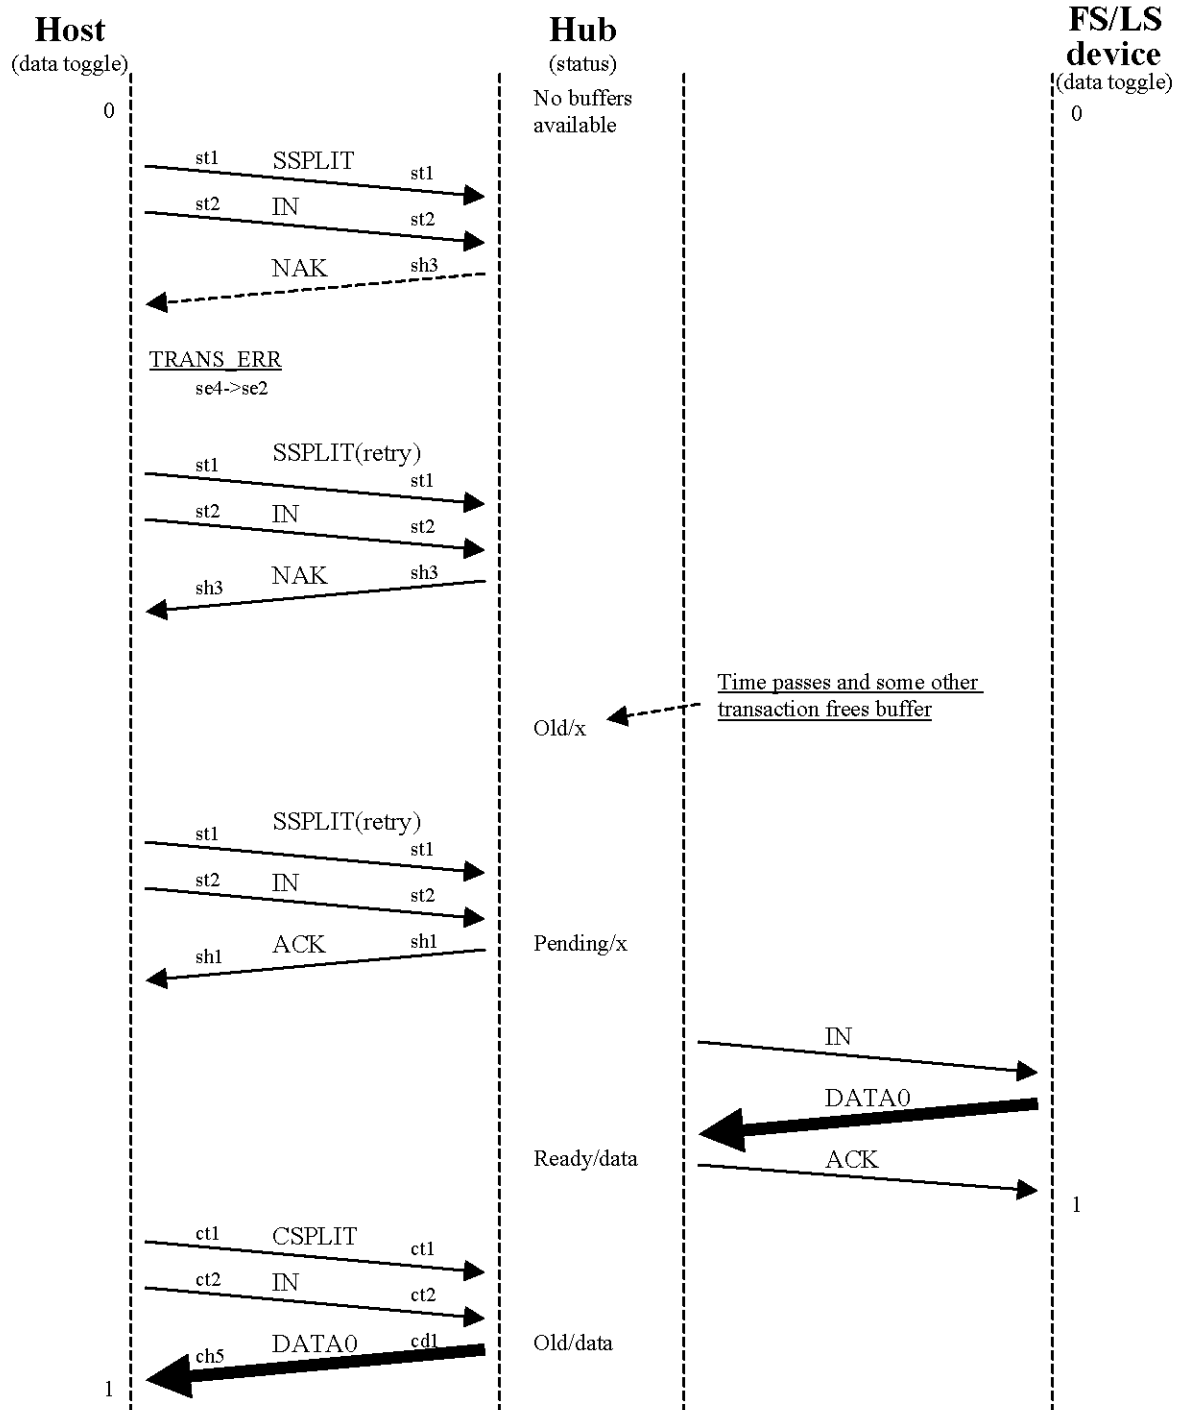 Host
(data toggle)
Hub
(status)
FS/LS
device
(data toggle)
0
No buffers
available
0
st1 SSPLIT st1
st2 IN st2
NAK sh3
TRANS_ERR
se4->se2
SSPLIT(retry)
st1 st1
st2 IN st2
sh3 NAK sh3
Time passes and some other
transaction frees buffer
Old/x
SSPLIT(retry)
st1 st1
st2 IN st2
sh1 ACK sh1
Pending/x
IN
DATA0
Ready/data
ACK
1
ct1 CSPLIT ct1
ct2 IN ct2
ch5 DATA0 cd1
Old/data
1